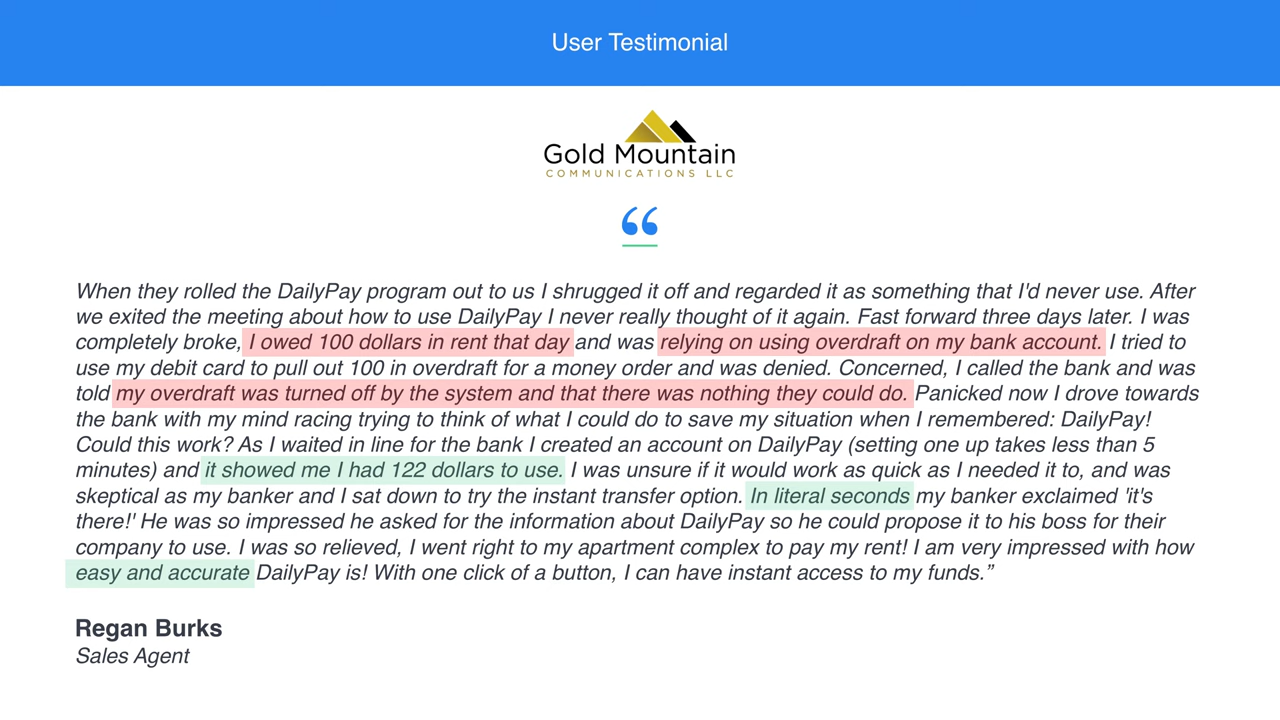 User Testimonial
Gold Mountain
COMMUNICATIONS LLC
“
When they rolled the DailyPay program out to us I shrugged it off and regarded it as something that I'd never use. After
we exited the meeting about how to use DailyPay I never really thought of it again. Fast forward three days later. I was
completely broke, I owed 100 dollars in rent that day and was relying on using overdraft on my bank account. I tried to
use my debit card to pull out 100 in overdraft for a money order and was denied. Concerned, I called the bank and was
told my overdraft was turned off by the system and that there was nothing they could do. Panicked now I drove towards
the bank with my mind racing trying to think of what I could do to save my situation when I remembered: DailyPay!
Could this work? As I waited in line for the bank I created an account on DailyPay (setting one up takes less than 5
minutes) and it showed me I had 122 dollars to use. I was unsure if it would work as quick as I needed it to, and was
skeptical as my banker and I sat down to try the instant transfer option. In literal seconds my banker exclaimed 'it's
there!' He was so impressed he asked for the information about DailyPay so he could propose it to his boss for their
company to use. I was so relieved, I went right to my apartment complex to pay my rent! I am very impressed with how
easy and accurate DailyPay is! With one click of a button, I can have instant access to my funds.”
Regan Burks
Sales Agent